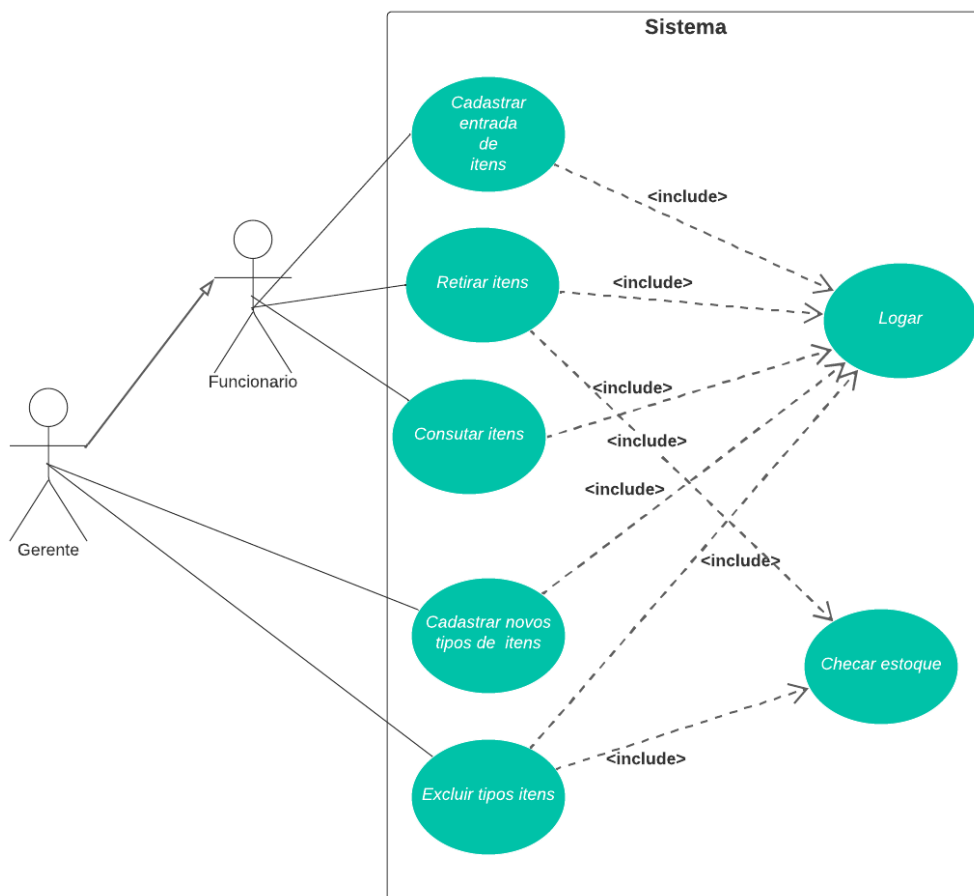 Sistema
Cadastrar
entrada
de
itens
<include>
Retirar itens
<include>
Logar
Funcionario
<include>
Consutar itens
<include>
<include>
Gerente
<include>
Cadastrar novos
tipos de itens
Checar estoque
<include>
Excluir tipos itens